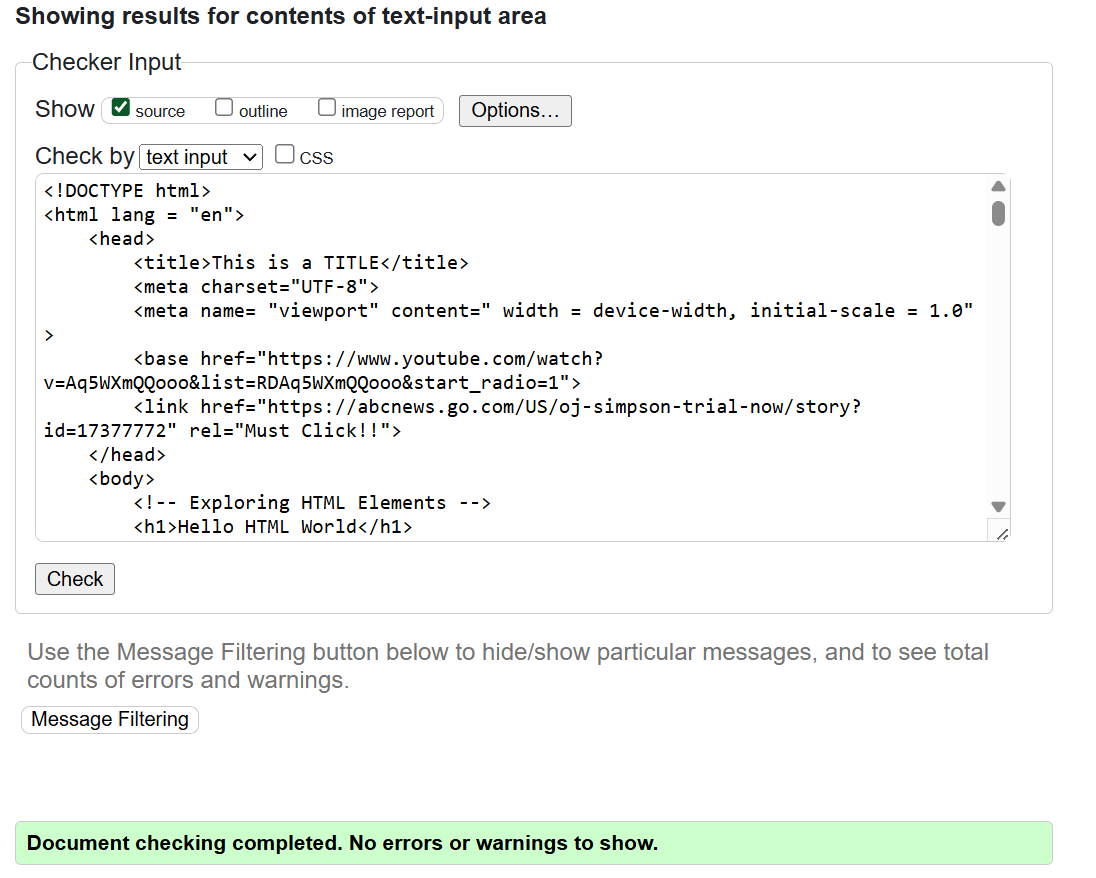 Showing results for contents of text-input area
Checker Input
Show source outline image report Options...
Check by text input CSS
<!DOCTYPE html>
<html lang = "en">
    <head>
        <title>This is a TITLE</title>
        <meta charset="UTF-8">
        <meta name= "viewport" content=" width = device-width, initial-scale = 1.0"
>
        <base href="https://www.youtube.com/watch?
v=Aq5WXmQQooo&list=RDAq5WXmQQooo&start_radio=1">
        <link href="https://abcnews.go.com/US/oj-simpson-trial-now/story?
id=17377772" rel="Must Click!!">
    </head>
    <body>
        <!-- Exploring HTML Elements -->
        <h1>Hello HTML World</h1>
Check
Use the Message Filtering button below to hide/show particular messages, and to see total
counts of errors and warnings.
Message Filtering
Document checking completed. No errors or warnings to show.